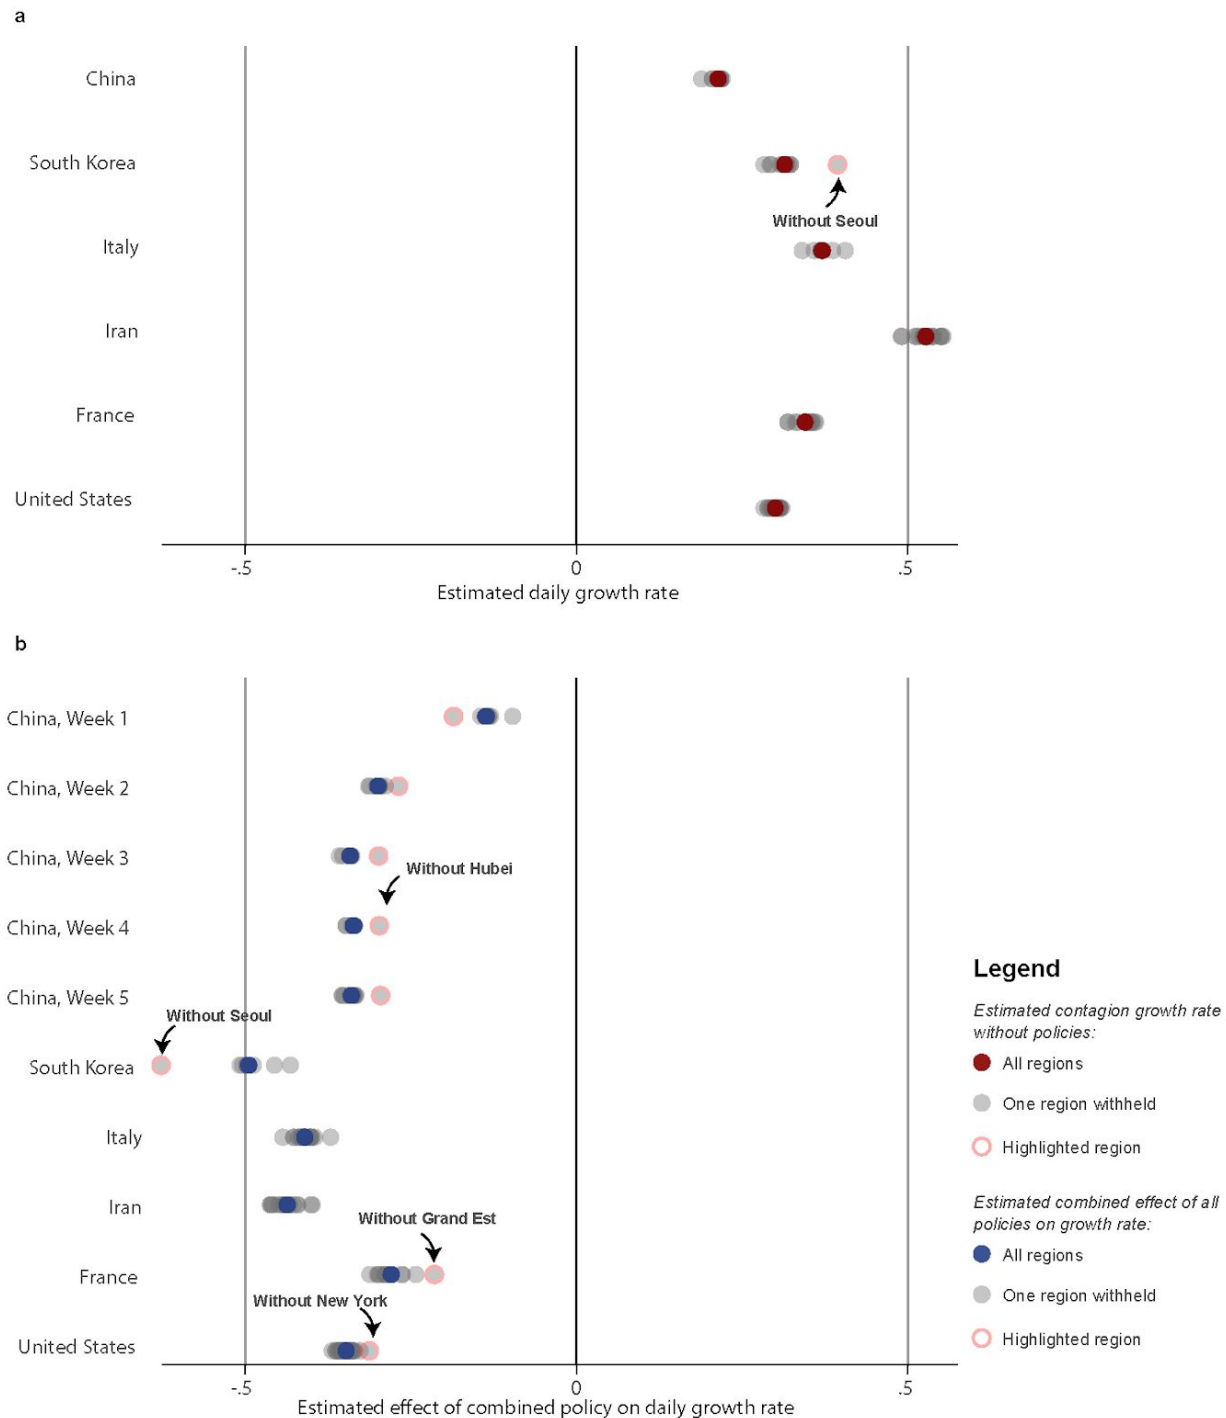 a
China
South Korea
Without Seoul
Italy
Iran
France
United States
-.5 0 .5
Estimated daily growth rate
b
China, Week 1
China, Week 2
China, Week 3
Without Hubei
China, Week 4
China, Week 5
Without Seoul
South Korea
Italy
Iran
Without Grand Est
France
Without New York
United States
-.5 0 .5
Estimated effect of combined policy on daily growth rate
Legend
Estimated contagion growth rate
without policies:
All regions
One region withheld
Highlighted region
Estimated combined effect of all
policies on growth rate:
All regions
One region withheld
Highlighted region